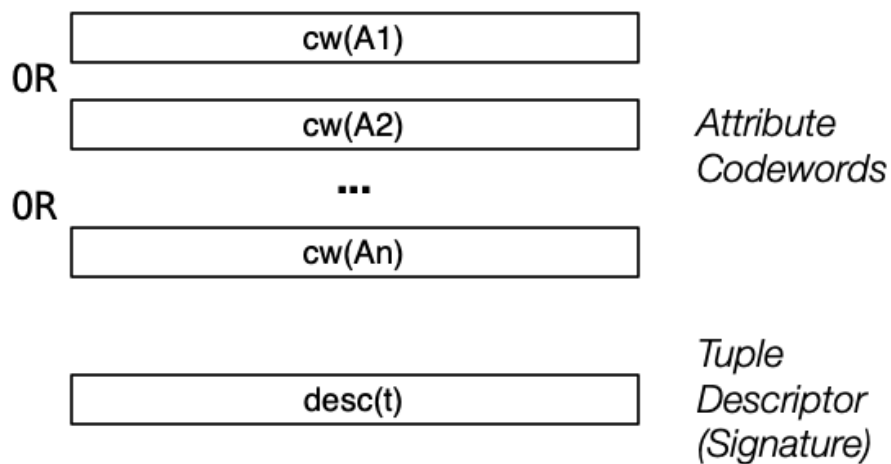 cw(A1)
OR
cw(A2)
Attribute
Codewords
...
OR
cw(An)
desc(t)
Tuple
Descriptor
(Signature)